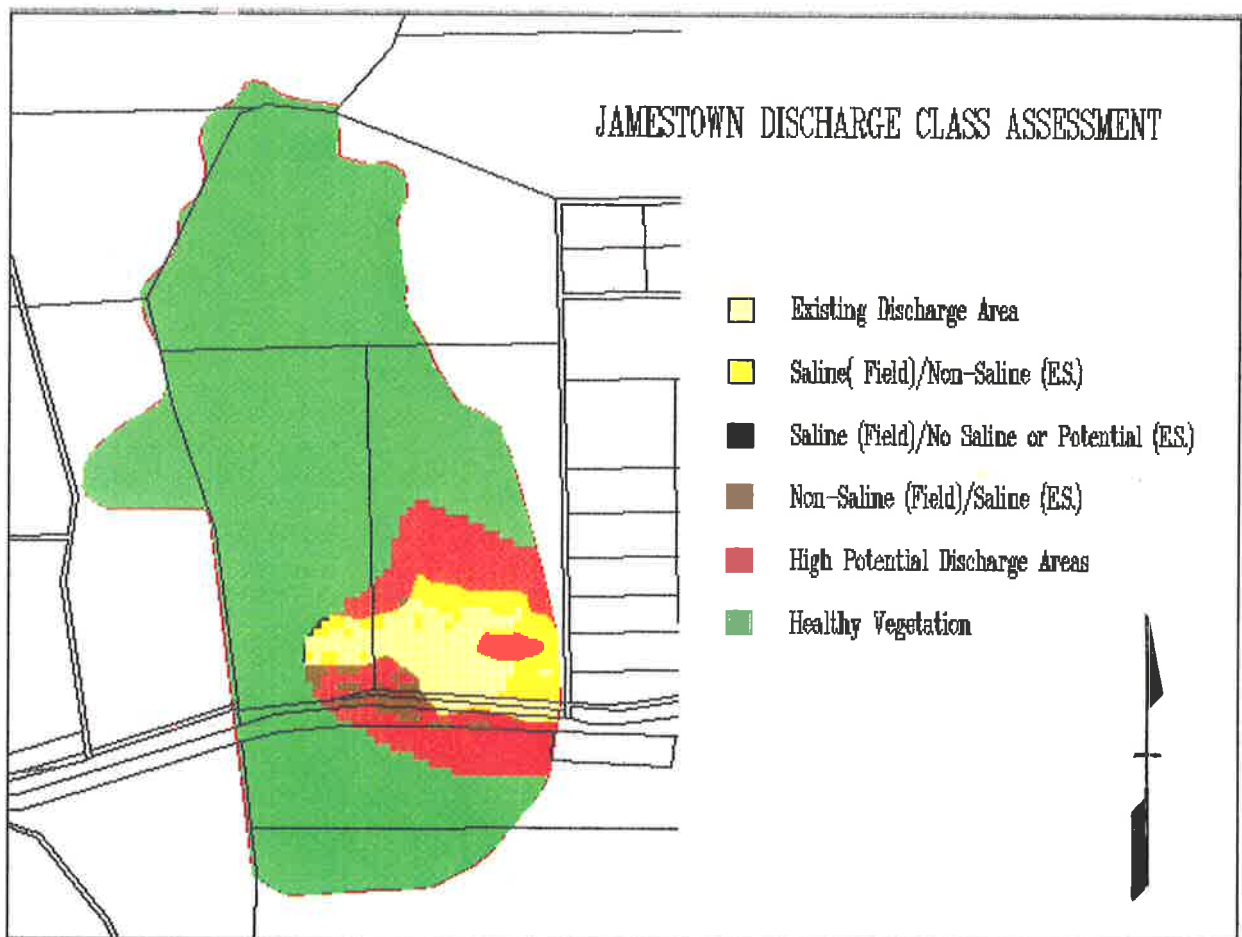 JAMESTOWN DISCHARGE CLASS ASSESSMENT
Existing Discharge Area
Saline( Field)/Non-Saline (E.S.)
Saline (Field)/No Saline or Potential (E.S.)
Non-Saline (Field)/Saline (E.S.)
High Potential Discharge Areas
Healthy Vegetation